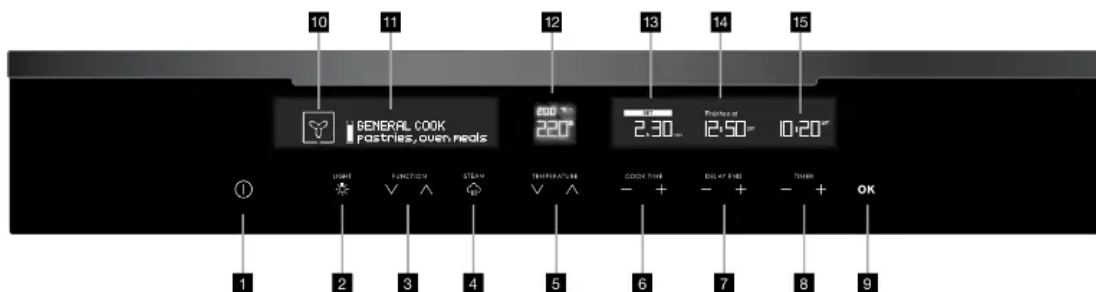 10 11 12 13 14 15
GENERAL COOK
pastries, oven meals
200
220°
SET
2.30
Finishes at
12:50
10:20
LIGHT FUNCTION STEAM TEMPERATURE COOK TIME DELAY END TIMER
OK
1 2 3 4 5 6 7 8 9